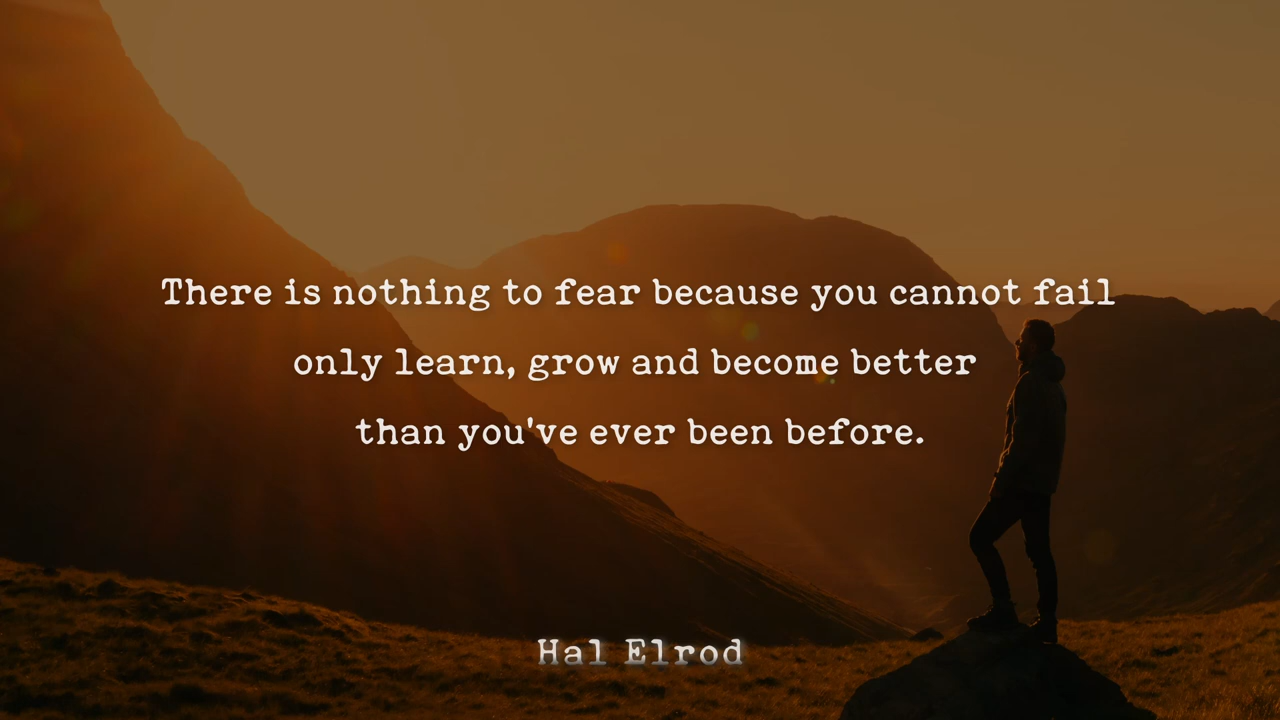 There is nothing to fear because you cannot fail
only learn, grow and become better
than you've ever been before.
Hal Elrod